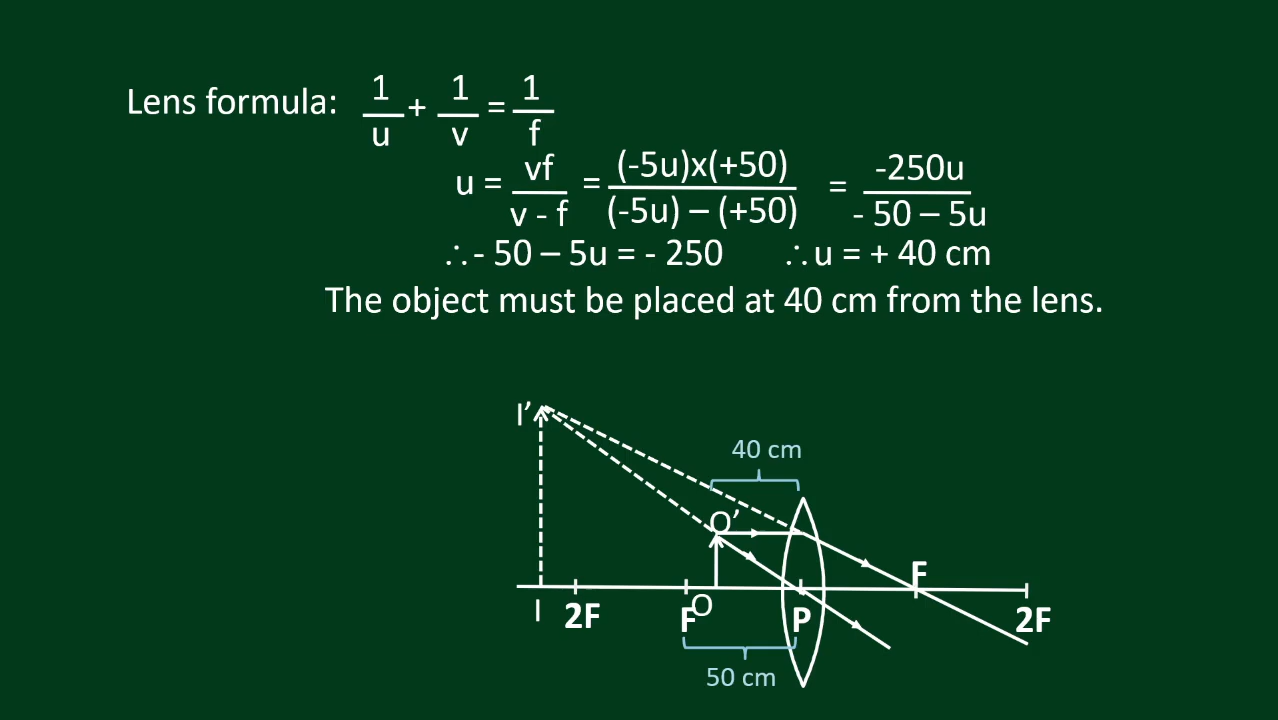 Lens formula: 1/u + 1/v = 1/f
u = vf/v - f = (-5u)x(+50)/(-5u) – (+50) = -250u/- 50 – 5u
∴- 50 – 5u = - 250 ∴u = + 40 cm
The object must be placed at 40 cm from the lens.
I’
40 cm
O’
F
I 2F F O P 2F
50 cm